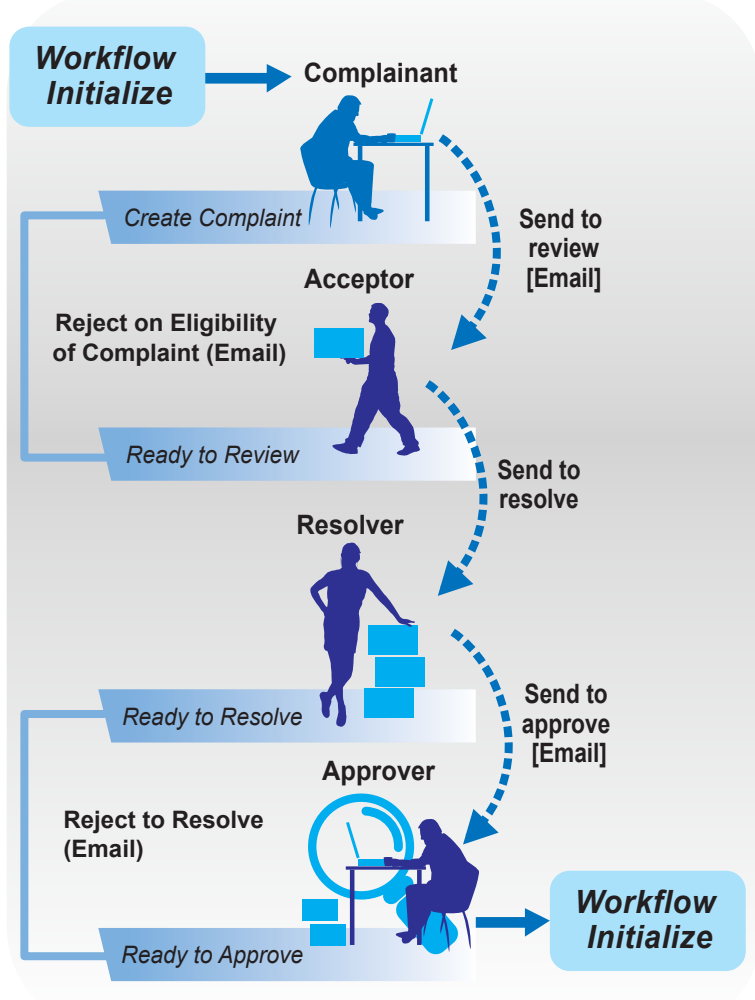 Workflow
Initialize
Complainant
Create Complaint
Send to
review
[Email]
Acceptor
Reject on Eligibility
of Complaint (Email)
Ready to Review
Send to
resolve
Resolver
Ready to Resolve
Send to
approve
[Email]
Approver
Reject to Resolve
(Email)
Ready to Approve
Workflow
Initialize